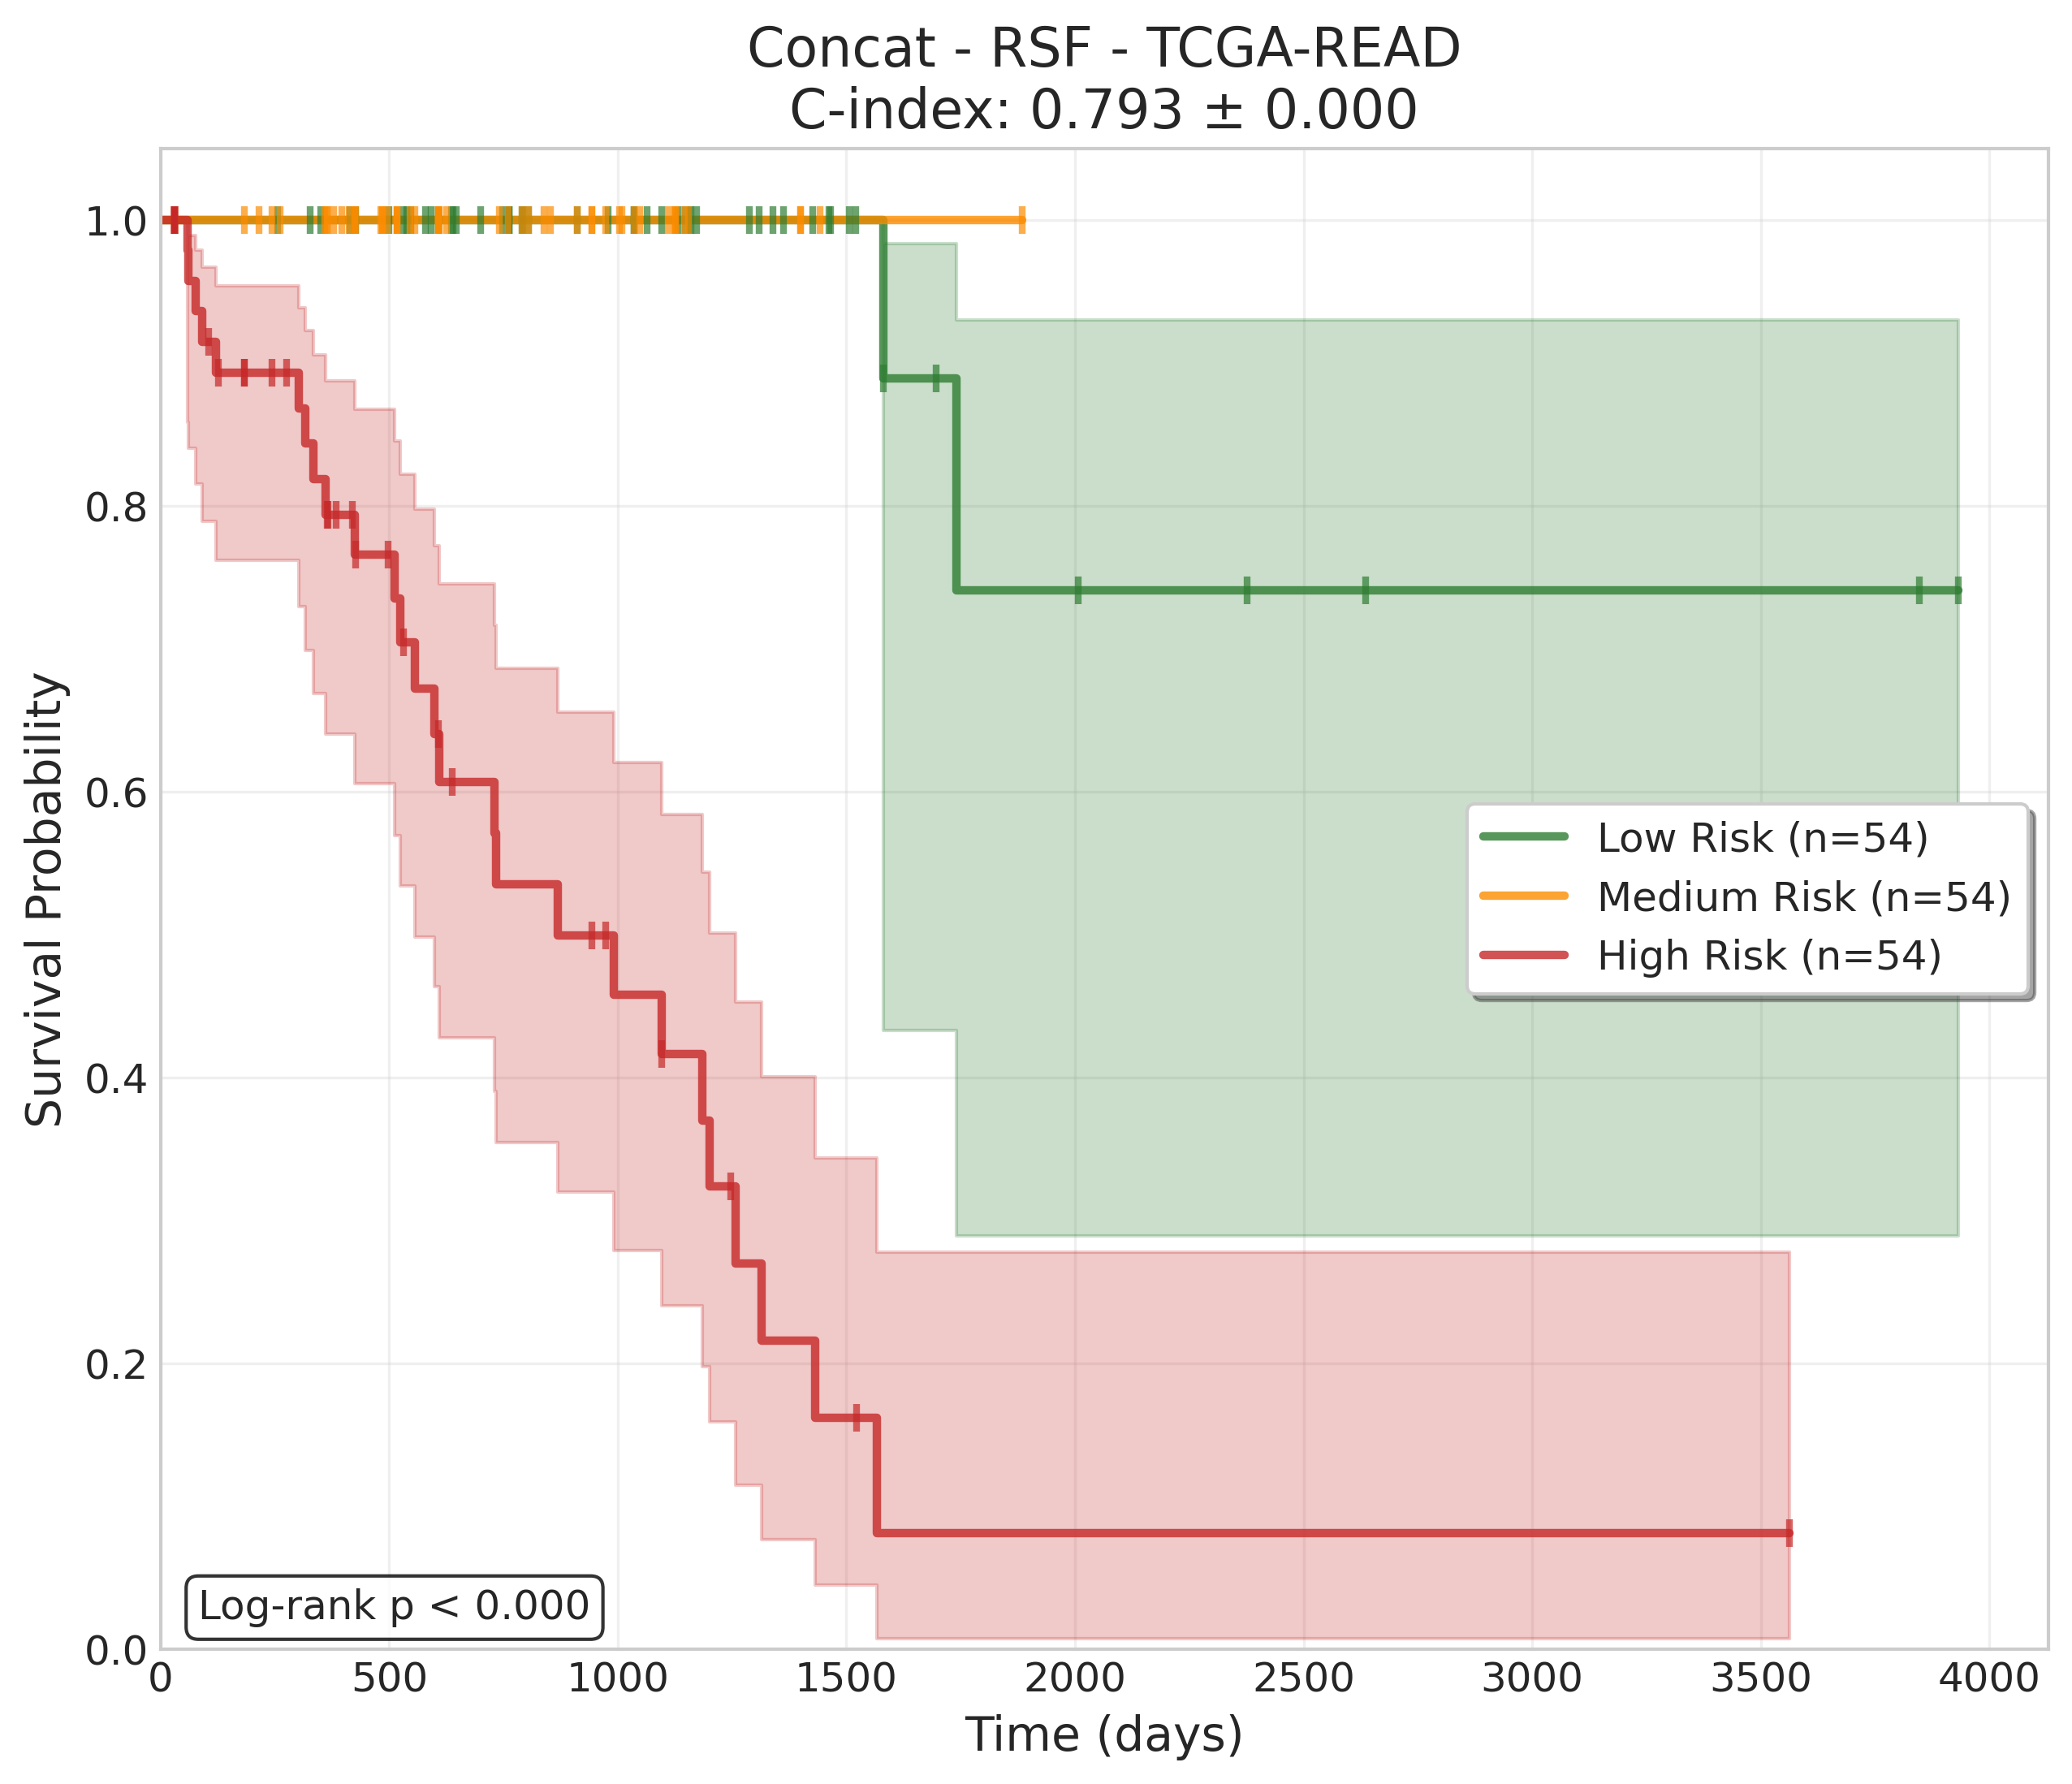 Concat - RSF - TCGA-READ
C-index: 0.793 ± 0.000
Survival Probability
1.0
0.8
0.6
0.4
0.2
0.0
Low Risk (n=54)
Medium Risk (n=54)
High Risk (n=54)
Log-rank p < 0.000
0 500 1000 1500 2000 2500 3000 3500 4000
Time (days)